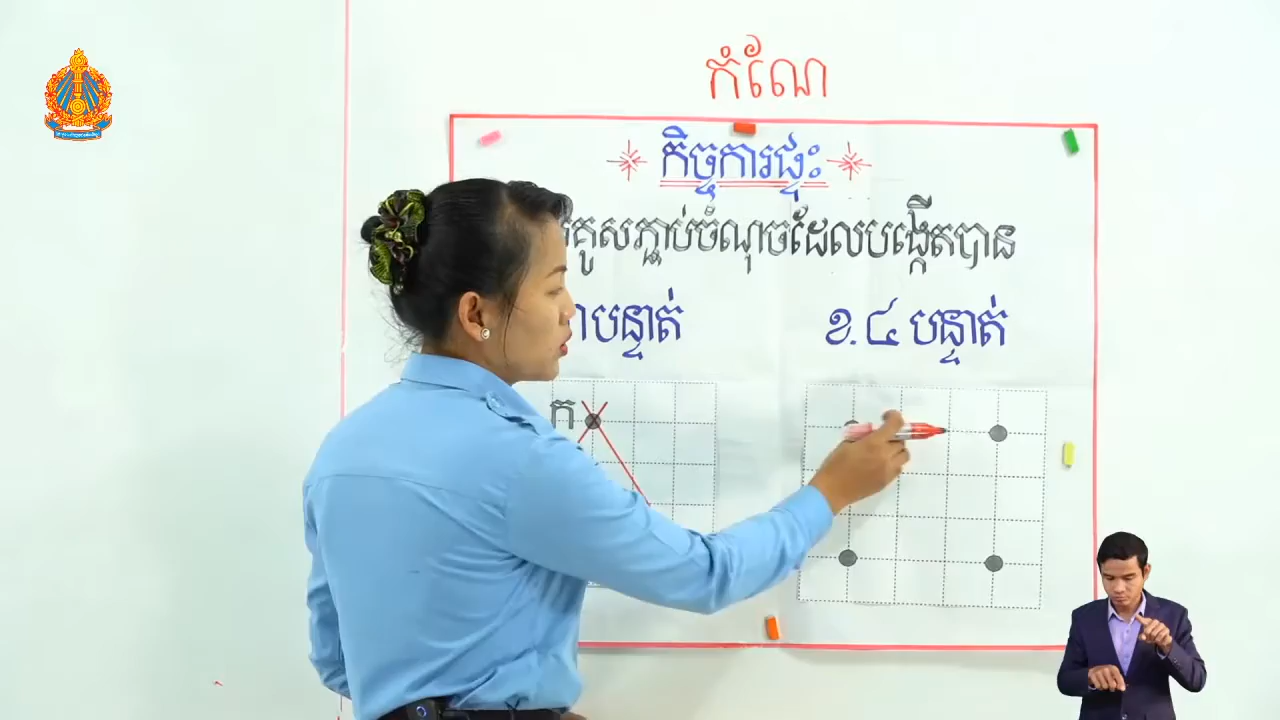 កំណែ
កិច្ចការផ្ទះ
គូសភ្ជាប់ចំណុចដែលបង្កើតបាន
បន្ទាត់
ខ. ៤ បន្ទាត់
ក